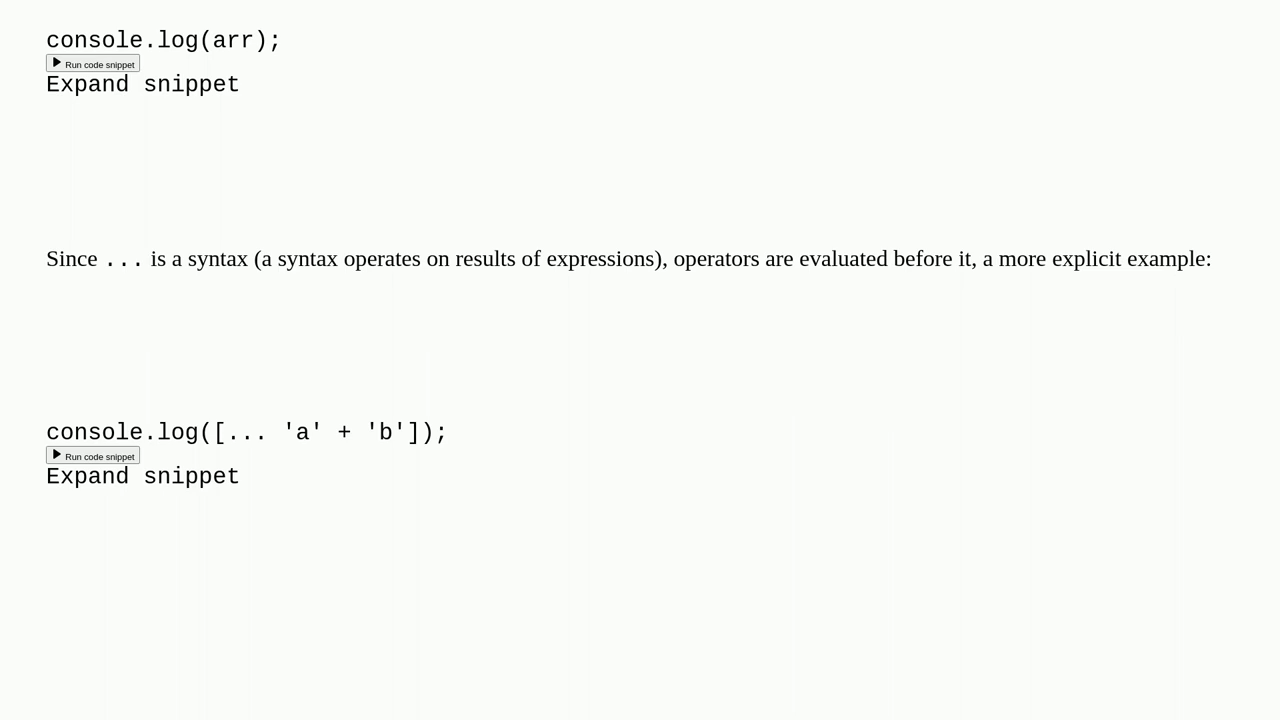 console.log(arr);
Run code snippet
Expand snippet
Since ... is a syntax (a syntax operates on results of expressions), operators are evaluated before it, a more explicit example:
console.log([... 'a' + 'b']);
Run code snippet
Expand snippet